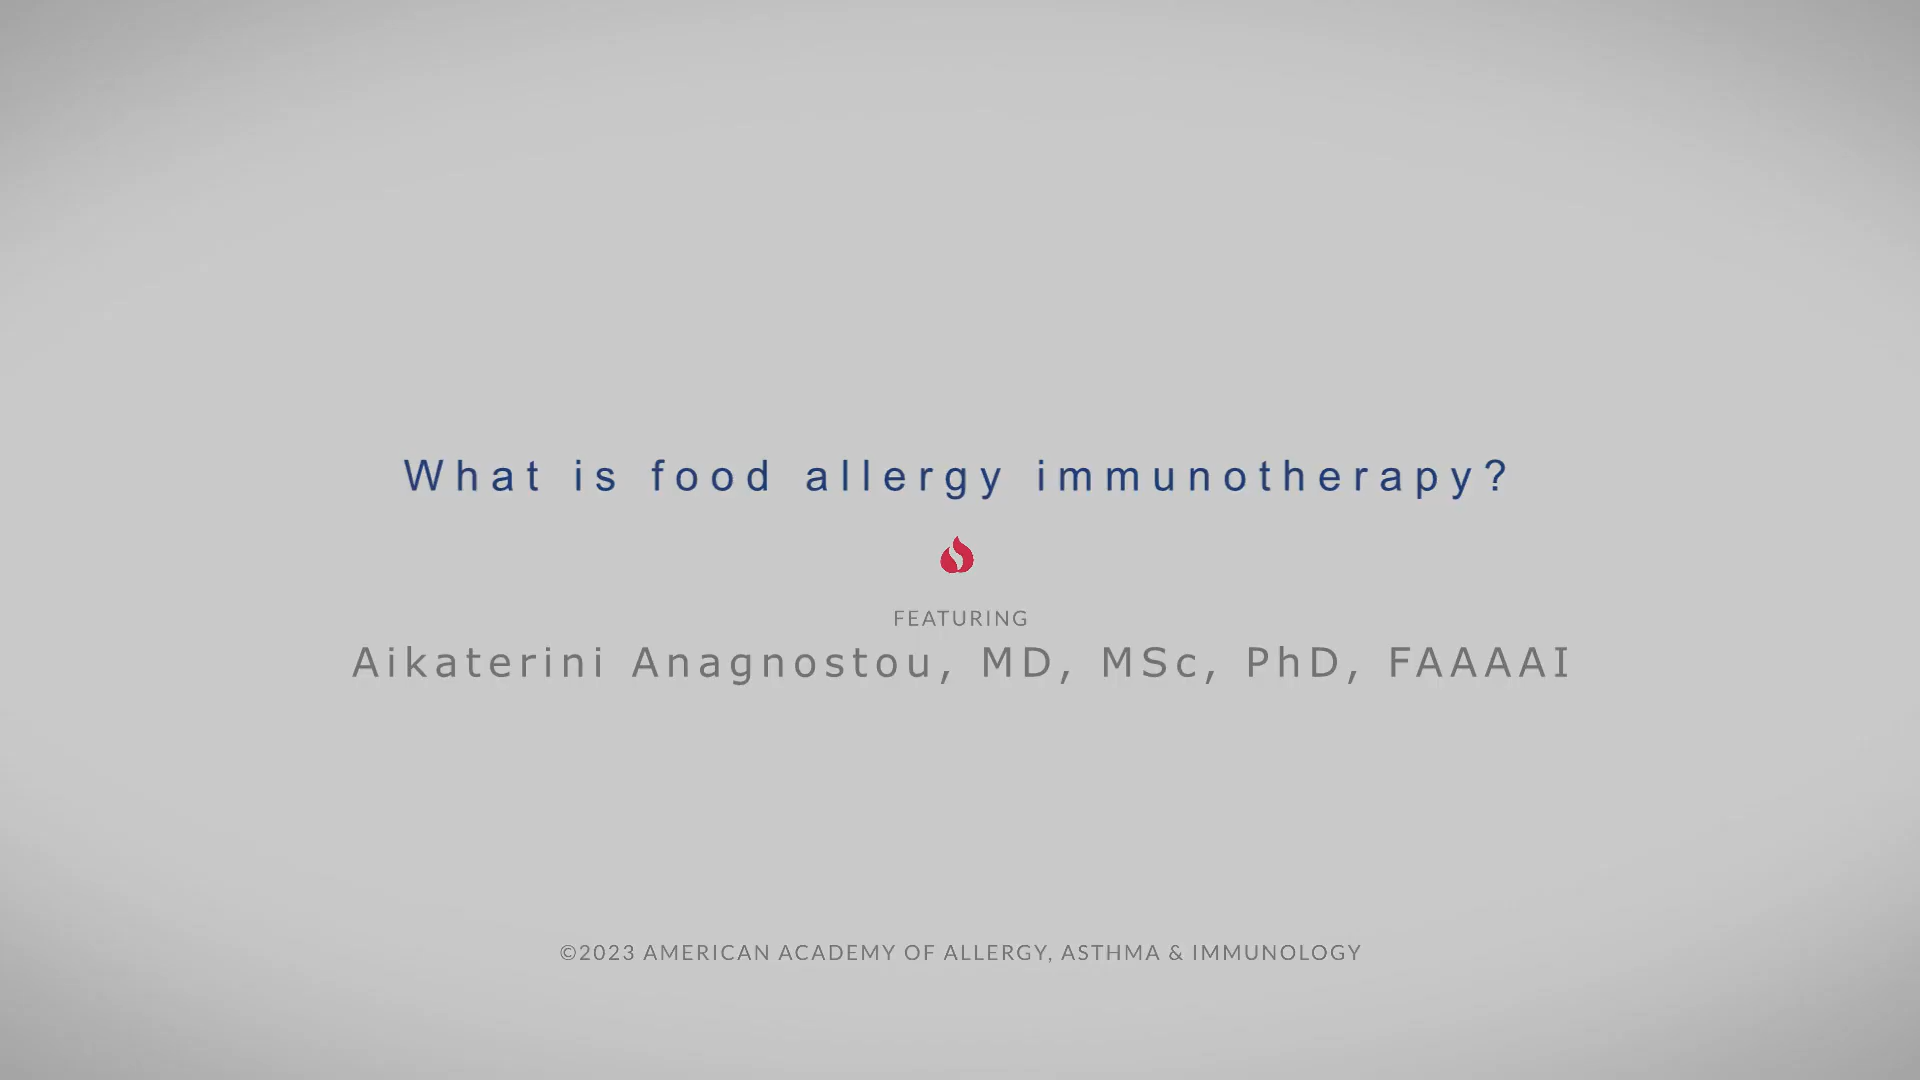 What is food allergy immunotherapy?
FEATURING
Aikaterini Anagnostou, MD, MSc, PhD, FAAAAI
©2023 AMERICAN ACADEMY OF ALLERGY, ASTHMA & IMMUNOLOGY